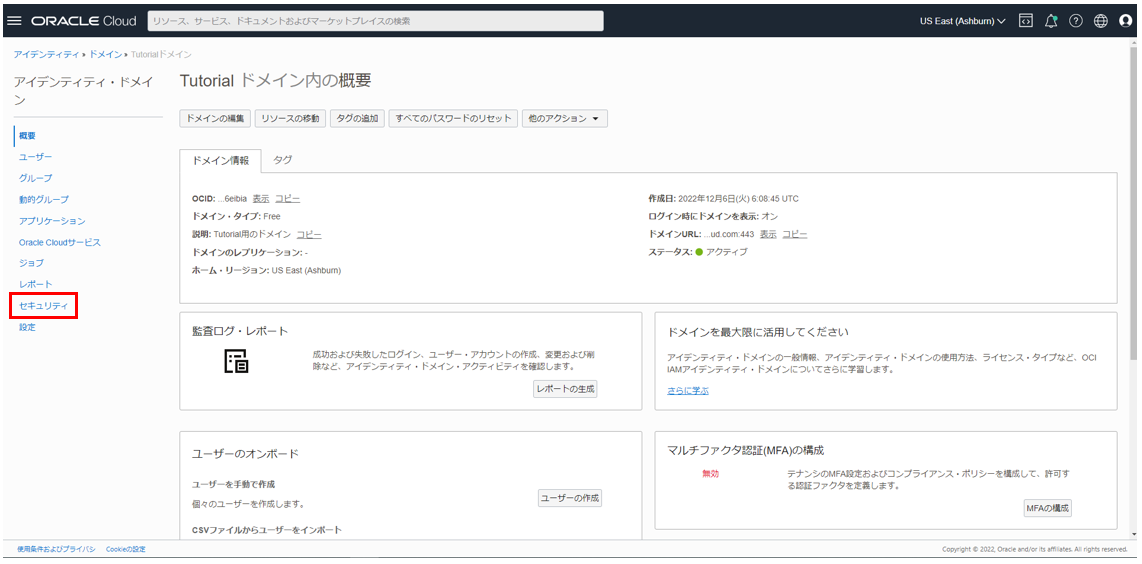 ORACLE Cloud
リソース、サービス、ドキュメントおよびマーケットプレイスの検索
US East (Ashburn)
アイデンティティ » ドメイン » Tutorialドメイン
アイデンティティ・ドメイ
ン
概要
ユーザー
グループ
動的グループ
アプリケーション
Oracle Cloudサービス
ジョブ
レポート
セキュリティ
設定
Tutorial ドメイン内の概要
ドメインの編集 リソースの移動 タグの追加 すべてのパスワードのリセット 他のアクション
ドメイン情報 タグ
OCID: ...6eibia 表示 コピー
ドメイン・タイプ: Free
説明: Tutorial用のドメイン コピー
ドメインのレプリケーション: -
ホーム・リージョン: US East (Ashburn)
作成日: 2022年12月6日(火) 6:08:45 UTC
ログイン時にドメインを表示: オン
ドメインURL: ...ud.com:443 表示 コピー
ステータス: アクティブ
監査ログ・レポート
成功および失敗したログイン、ユーザー・アカウントの作成、変更および削
除など、アイデンティティ・ドメイン・アクティビティを確認します。
レポートの生成
ドメインを最大限に活用してください
アイデンティティ・ドメインの一般情報、アイデンティティ・ドメインの使用方法、ライセンス・タイプなど、OCI
IAMアイデンティティ・ドメインについてさらに学習します。
さらに学ぶ
ユーザーのオンボード
ユーザーを手動で作成
個々のユーザーを作成します。
ユーザーの作成
CSVファイルからユーザーをインポート
マルチファクタ認証(MFA)の構成
無効
テナンシのMFA設定およびコンプライアンス・ポリシーを構成して、許可す
る認証ファクタを定義します。
MFAの構成
使用条件およびプライバシ Cookieの設定
Copyright © 2022, Oracle and/or its affiliates. All rights reserved.